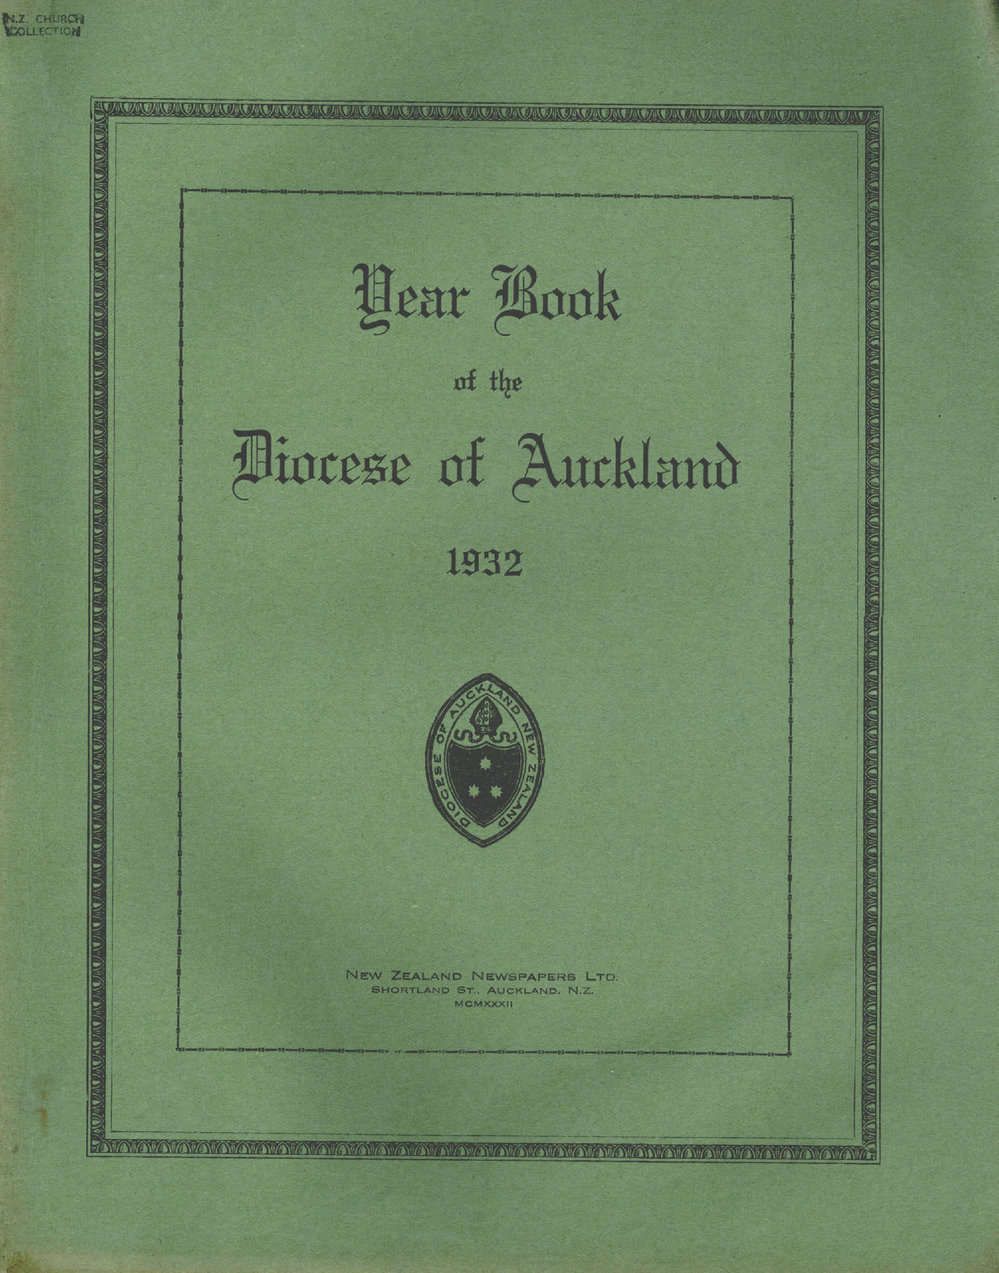 N.Z. CHURCH
COLLECTION
Year Book
of the
Diocese of Auckland
1932
DIOCESE OF AUCKLAND NEW ZEALAND
NEW ZEALAND NEWSPAPERS LTD.
SHORTLAND ST., AUCKLAND, N.Z.
MCMXXXII